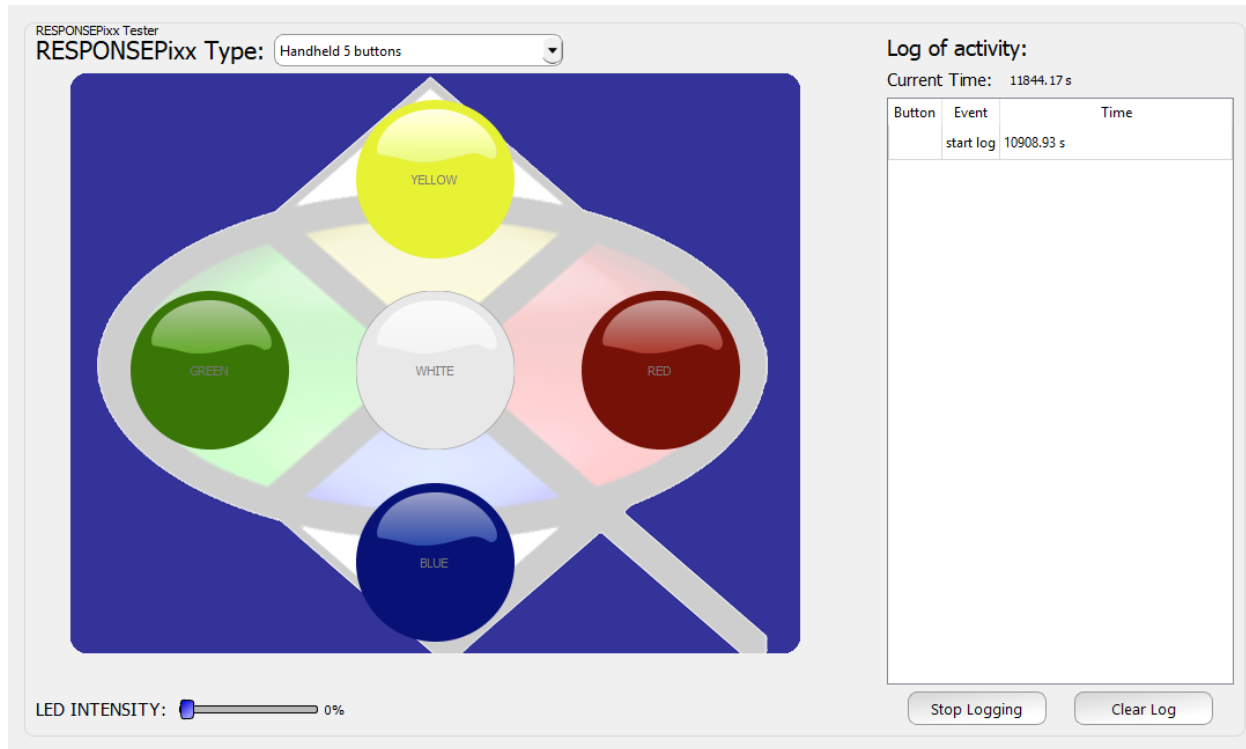 RESPONSEPixx Tester
RESPONSEPixx Type: Handheld 5 buttons
YELLOW
GREEN WHITE RED
BLUE
LED INTENSITY: 0%
Log of activity:
Current Time: 11844.17 s
Button Event Time
start log 10908.93 s
Stop Logging Clear Log